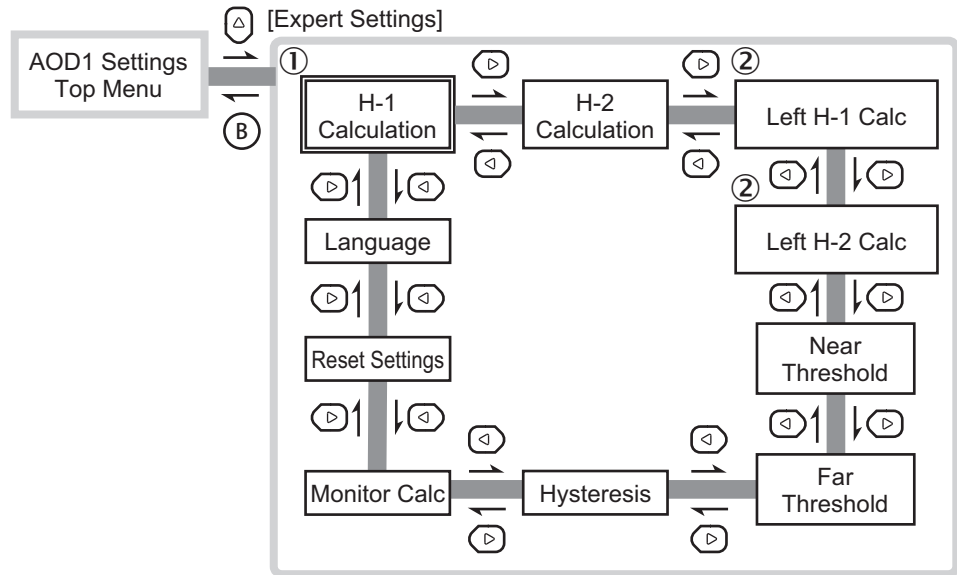 [Expert Settings]
AOD1 Settings
Top Menu
B
①
H-1
Calculation
H-2
Calculation
②
Left H-1 Calc
②
Left H-2 Calc
Language
Reset Settings
Near
Threshold
Monitor Calc
Hysteresis
Far
Threshold